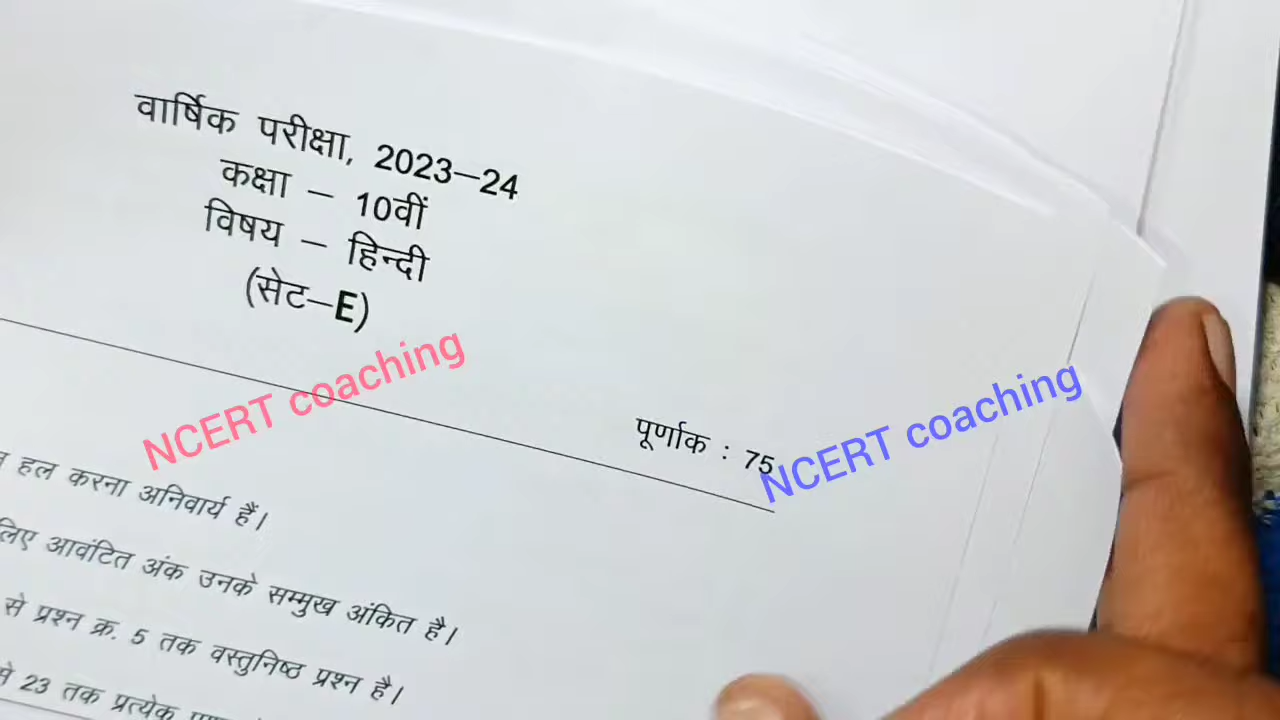 वार्षिक परीक्षा, 2023–24
कक्षा – 10वीं
विषय – हिन्दी
(सेट–E)
NCERT coaching
पूर्णाक : 75
NCERT coaching
हल करना अनिवार्य हैं।
लिए आवंटित अंक उनके सम्मुख अंकित है।
से प्रश्न क्र. 5 तक वस्तुनिष्ठ प्रश्न है।
23 तक प्रत्येक